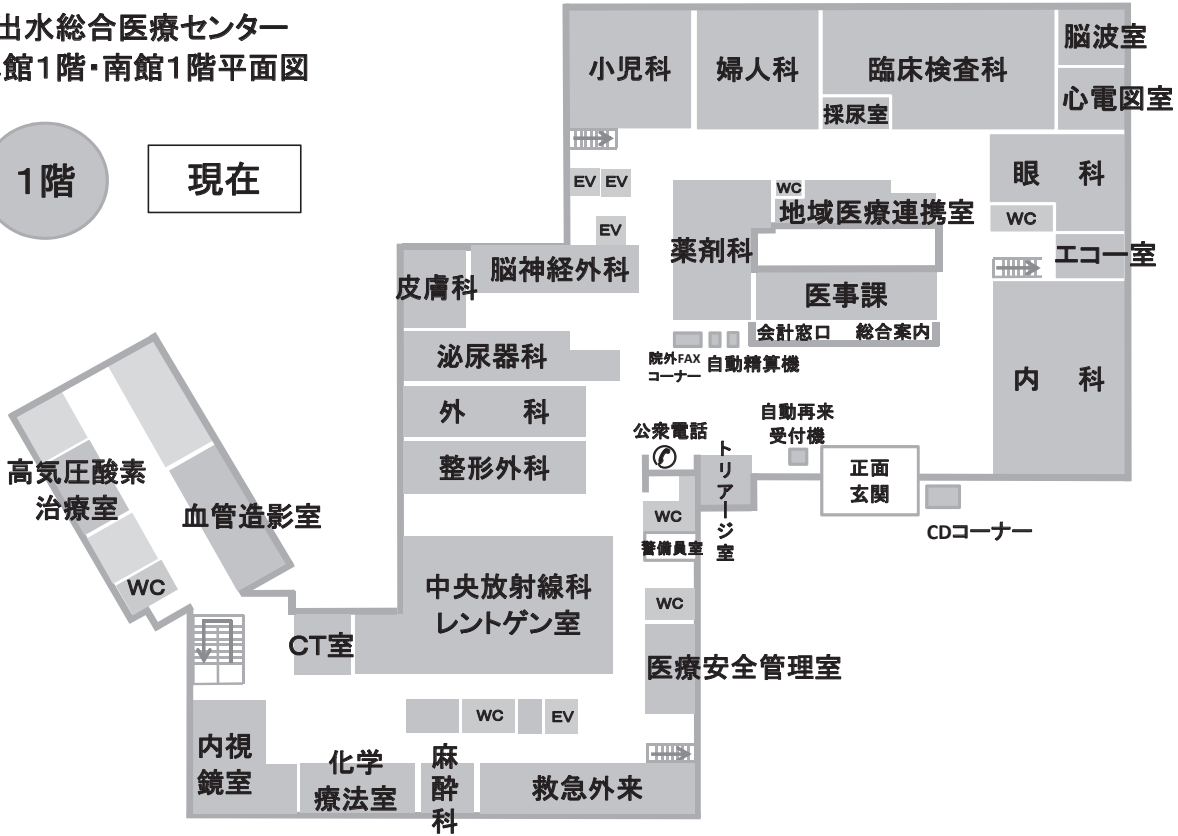 出水総合医療センター
館1階・南館1階平面図
1階
現在
小児科
婦人科
臨床検査科
採尿室
脳波室
心電図室
眼　科
WC
エコー室
内　科
EV
EV
EV
WC
地域医療連携室
薬剤科
医事課
会計窓口　総合案内
院外FAX
コーナー
自動精算機
皮膚科
脳神経外科
泌尿器科
外　科
整形外科
公衆電話
トリアージ室
自動再来
受付機
正面
玄関
CDコーナー
WC
警備員室
WC
医療安全管理室
高気圧酸素
治療室
血管造影室
WC
中央放射線科
レントゲン室
CT室
WC
EV
内視
鏡室
化学
療法室
麻酔科
救急外来